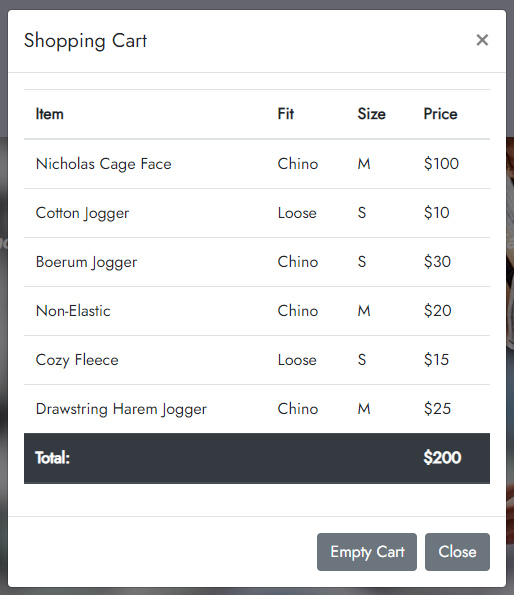 Shopping Cart ×
Item Fit Size Price
Nicholas Cage Face Chino M $100
Cotton Jogger Loose S $10
Boerum Jogger Chino S $30
Non-Elastic Chino M $20
Cozy Fleece Loose S $15
Drawstring Harem Jogger Chino M $25
Total: $200
Empty Cart Close